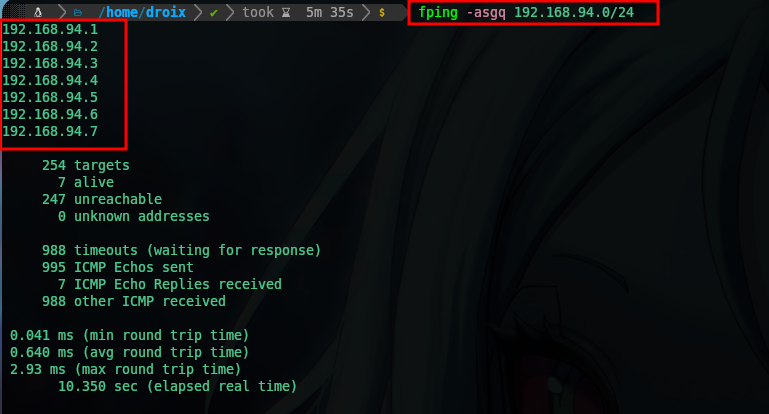 /home/droix ✔ took 5m 35s $ fping -asgq 192.168.94.0/24
192.168.94.1
192.168.94.2
192.168.94.3
192.168.94.4
192.168.94.5
192.168.94.6
192.168.94.7
254 targets
7 alive
247 unreachable
0 unknown addresses
988 timeouts (waiting for response)
995 ICMP Echos sent
7 ICMP Echo Replies received
988 other ICMP received
0.041 ms (min round trip time)
0.640 ms (avg round trip time)
2.93 ms (max round trip time)
10.350 sec (elapsed real time)